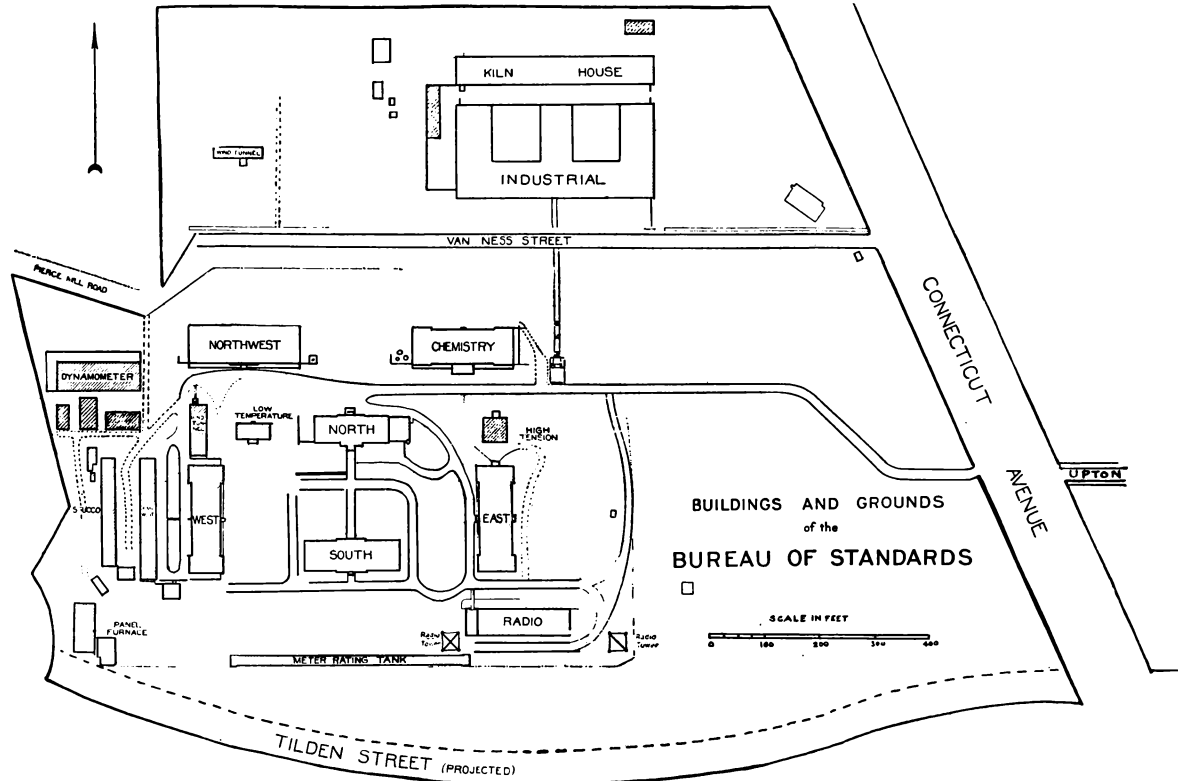 KILN HOUSE
WIND TUNNEL
INDUSTRIAL
VAN NESS STREET
PIERCE MILL ROAD
CONNECTICUT
AVENUE
NORTHWEST
CHEMISTRY
DYNAMOMETER
LOW
TEMPERATURE
NORTH
HIGH
TENSION
UPTON
STUCCO
WEST
EAST
SOUTH
BUILDINGS AND GROUNDS
of the
BUREAU OF STANDARDS
PANEL
FURNACE
RADIO
Radio
Tower
RADIO
Tower
SCALE IN FEET
0 100 200 300 400
METER RATING TANK
TILDEN STREET (PROJECTED)